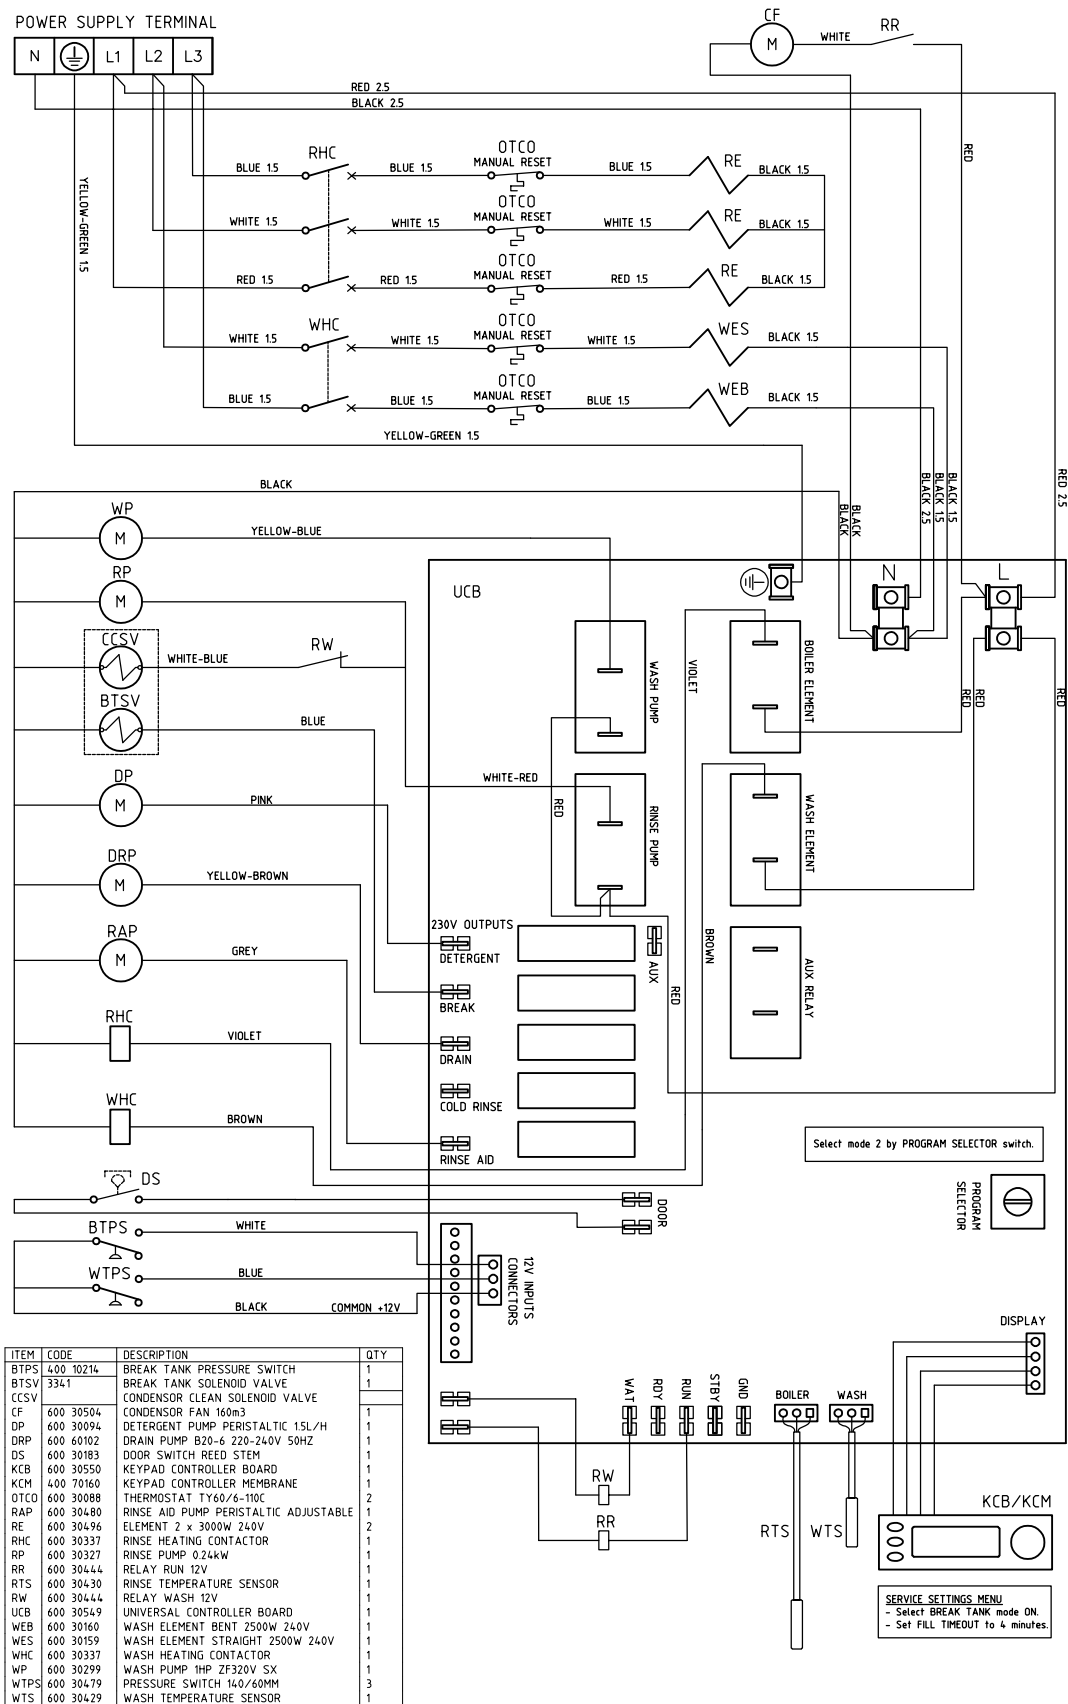 POWER SUPPLY TERMINAL
N L1 L2 L3
CF
M
WHITE
RR
RED 2.5
BLACK 2.5
RED
YELLOW-GREEN 1.5
BLUE 1.5 RHC BLUE 1.5 OTCO MANUAL RESET BLUE 1.5 RE BLACK 1.5
WHITE 1.5 WHITE 1.5 OTCO MANUAL RESET WHITE 1.5 RE BLACK 1.5
RED 1.5 RED 1.5 OTCO MANUAL RESET RED 1.5 RE BLACK 1.5
WHITE 1.5 WHC WHITE 1.5 OTCO MANUAL RESET WHITE 1.5 WES BLACK 1.5
BLUE 1.5 BLUE 1.5 OTCO MANUAL RESET BLUE 1.5 WEB BLACK 1.5
YELLOW-GREEN 1.5
BLACK
BLACK
BLACK
BLACK 2.5
BLACK 1.5
BLACK 1.5
RED 2.5
WP
M
YELLOW-BLUE
RP
M
CCSV
WHITE-BLUE
RW
BTSV
BLUE
DP
M
PINK
DRP
M
YELLOW-BROWN
RAP
M
GREY
RHC
VIOLET
WHC
BROWN
DS
BTPS
WHITE
WTPS
BLUE
BLACK
COMMON +12V
UCB
N
L
WASH PUMP
VIOLET
BOILER ELEMENT
RED
RED
RED
WHITE-RED
RED
RINSE PUMP
WASH ELEMENT
230V OUTPUTS
DETERGENT
AUX
BROWN
RED
AUX RELAY
BREAK
DRAIN
COLD RINSE
RINSE AID
Select mode 2 by PROGRAM SELECTOR switch.
PROGRAM
SELECTOR
DOOR
12V INPUTS
CONNECTORS
DISPLAY
WAT RDY RUN STBY GND
BOILER WASH
RW
RR
RTS WTS
KCB/KCM
SERVICE SETTINGS MENU
- Select BREAK TANK mode ON.
- Set FILL TIMEOUT to 4 minutes.
ITEM CODE DESCRIPTION QTY
BTPS 400 10214 BREAK TANK PRESSURE SWITCH 1
BTSV 3341 BREAK TANK SOLENOID VALVE 1
CCSV CONDENSOR CLEAN SOLENOID VALVE
CF 600 30504 CONDENSOR FAN 160m3 1
DP 600 30094 DETERGENT PUMP PERISTALTIC 1.5L/H 1
DRP 600 60102 DRAIN PUMP B20-6 220-240V 50HZ 1
DS 600 30183 DOOR SWITCH REED STEM 1
KCB 600 30550 KEYPAD CONTROLLER BOARD 1
KCM 400 70160 KEYPAD CONTROLLER MEMBRANE 1
OTCO 600 30088 THERMOSTAT TY60/6-110C 2
RAP 600 30480 RINSE AID PUMP PERISTALTIC ADJUSTABLE 1
RE 600 30496 ELEMENT 2 x 3000W 240V 2
RHC 600 30337 RINSE HEATING CONTACTOR 1
RP 600 30327 RINSE PUMP 0.24kW 1
RR 600 30444 RELAY RUN 12V 1
RTS 600 30430 RINSE TEMPERATURE SENSOR 1
RW 600 30444 RELAY WASH 12V 1
UCB 600 30549 UNIVERSAL CONTROLLER BOARD 1
WEB 600 30160 WASH ELEMENT BENT 2500W 240V 1
WES 600 30159 WASH ELEMENT STRAIGHT 2500W 240V 1
WHC 600 30337 WASH HEATING CONTACTOR 1
WP 600 30299 WASH PUMP 1HP ZF320V SX 1
WTPS 600 30479 PRESSURE SWITCH 140/60MM 3
WTS 600 30429 WASH TEMPERATURE SENSOR 1